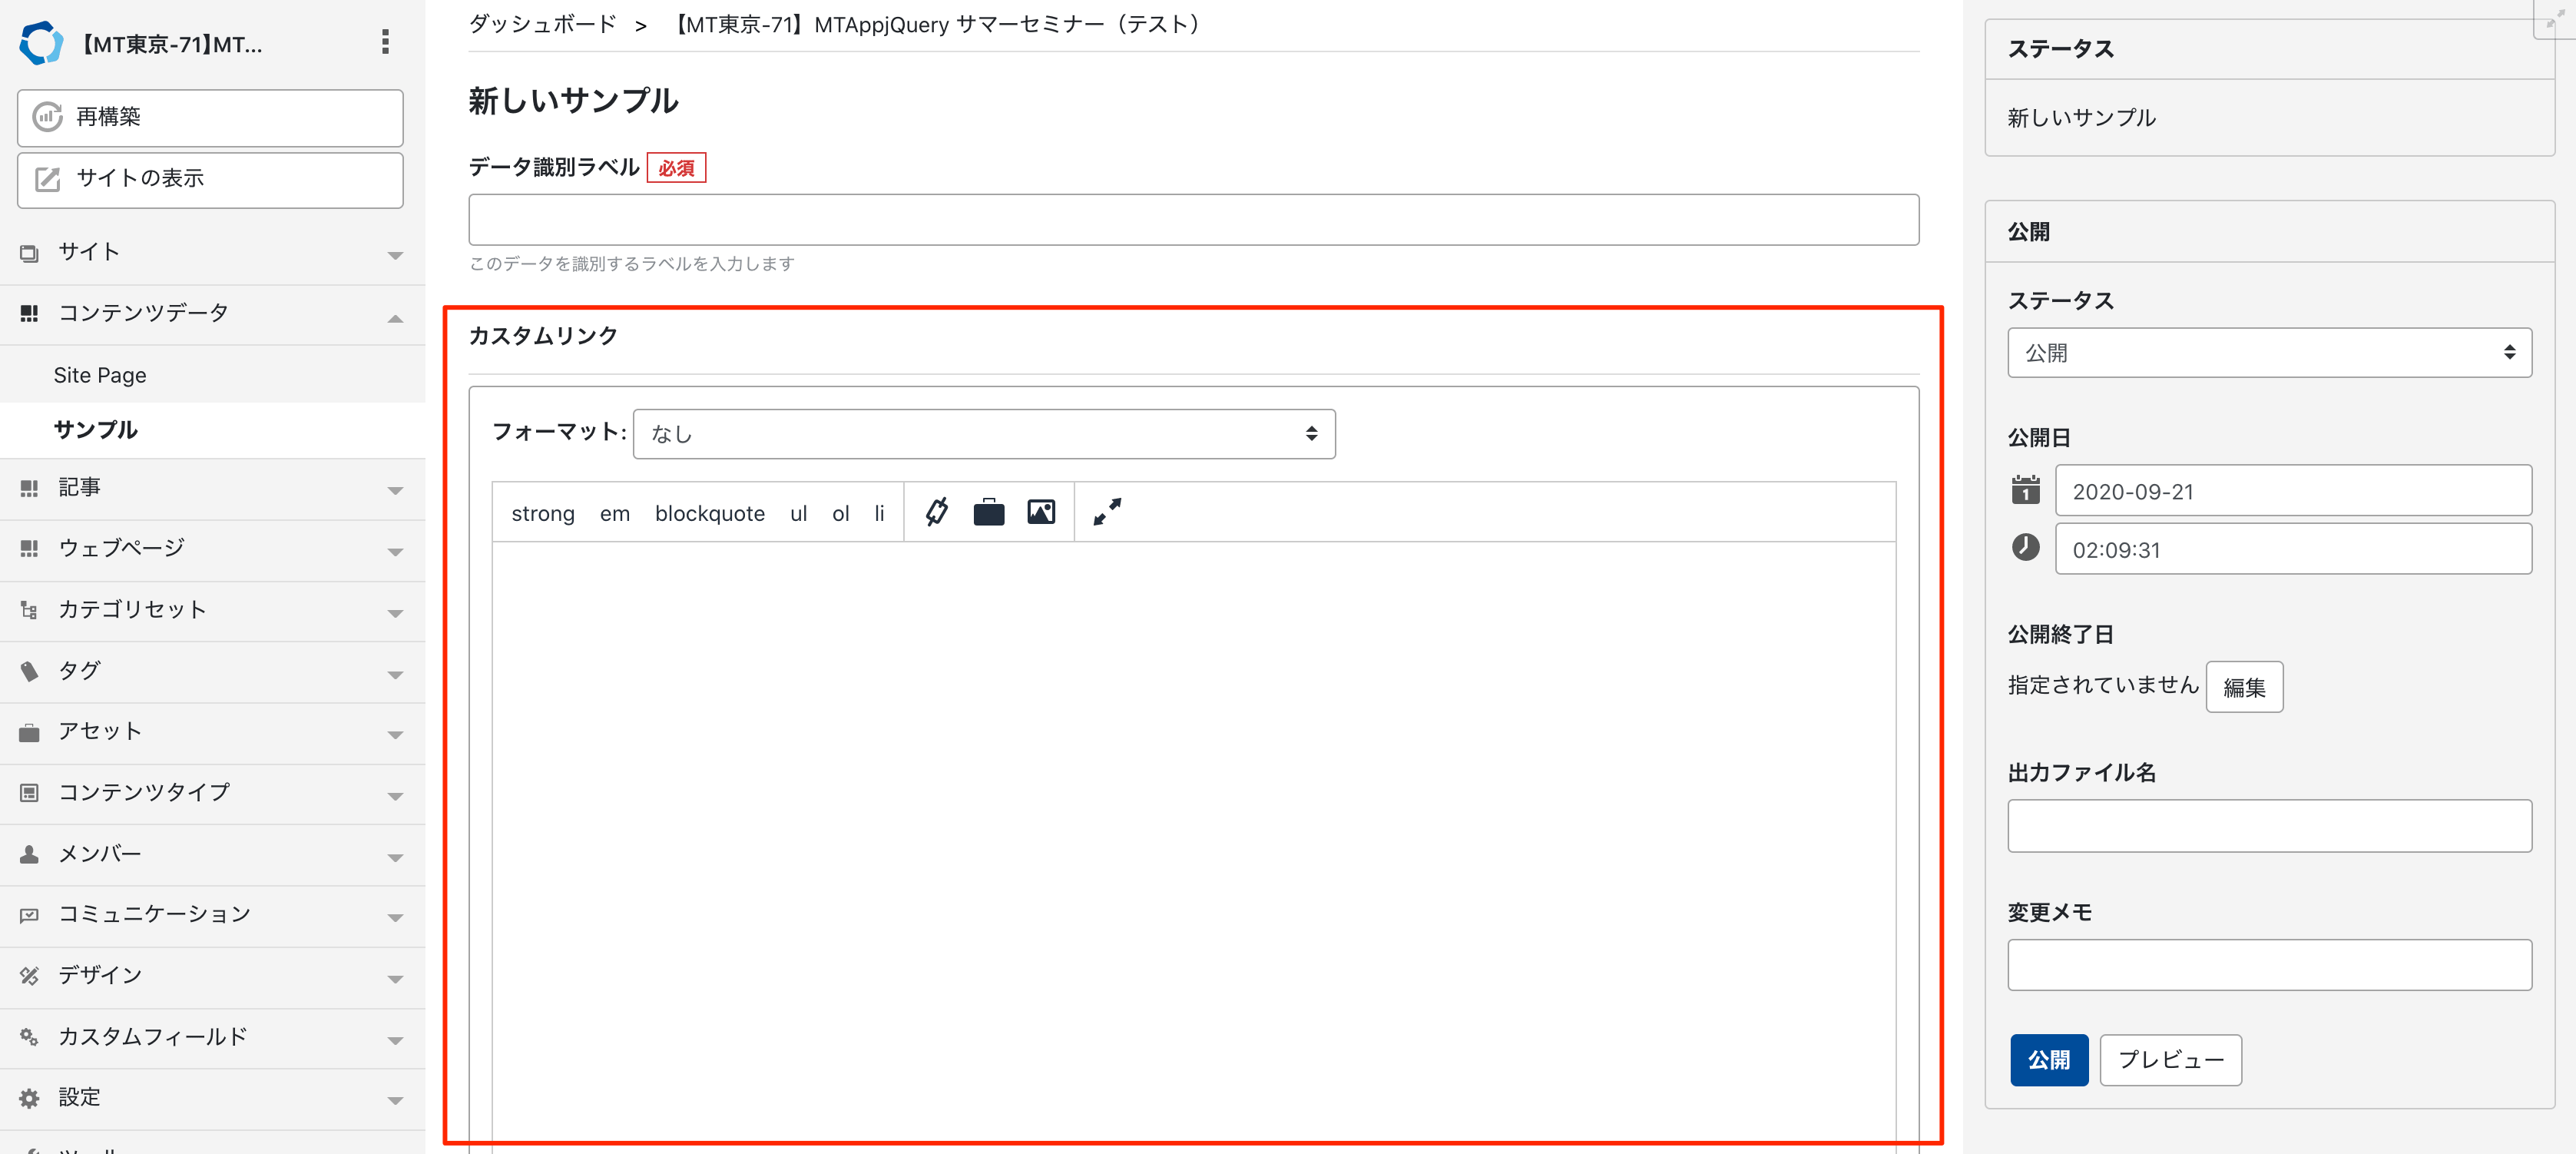 【MT東京-71】MT...
再構築
サイトの表示
サイト
コンテンツデータ
Site Page
サンプル
記事
ウェブページ
カテゴリセット
タグ
アセット
コンテンツタイプ
メンバー
コミュニケーション
デザイン
カスタムフィールド
設定
ダッシュボード > 【MT東京-71】MTAppjQuery サマーセミナー（テスト）
新しいサンプル
データ識別ラベル 必須
このデータを識別するラベルを入力します
カスタムリンク
フォーマット: なし
strong em blockquote ul ol li
ステータス
新しいサンプル
公開
ステータス
公開
公開日
1 2020-09-21
02:09:31
公開終了日
指定されていません 編集
出力ファイル名
変更メモ
公開 プレビュー